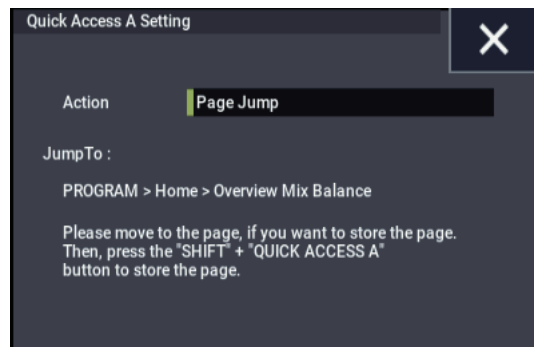 Quick Access A Setting
Action Page Jump
JumpTo :
PROGRAM > Home > Overview Mix Balance
Please move to the page, if you want to store the page.
Then, press the "SHIFT" + "QUICK ACCESS A"
button to store the page.